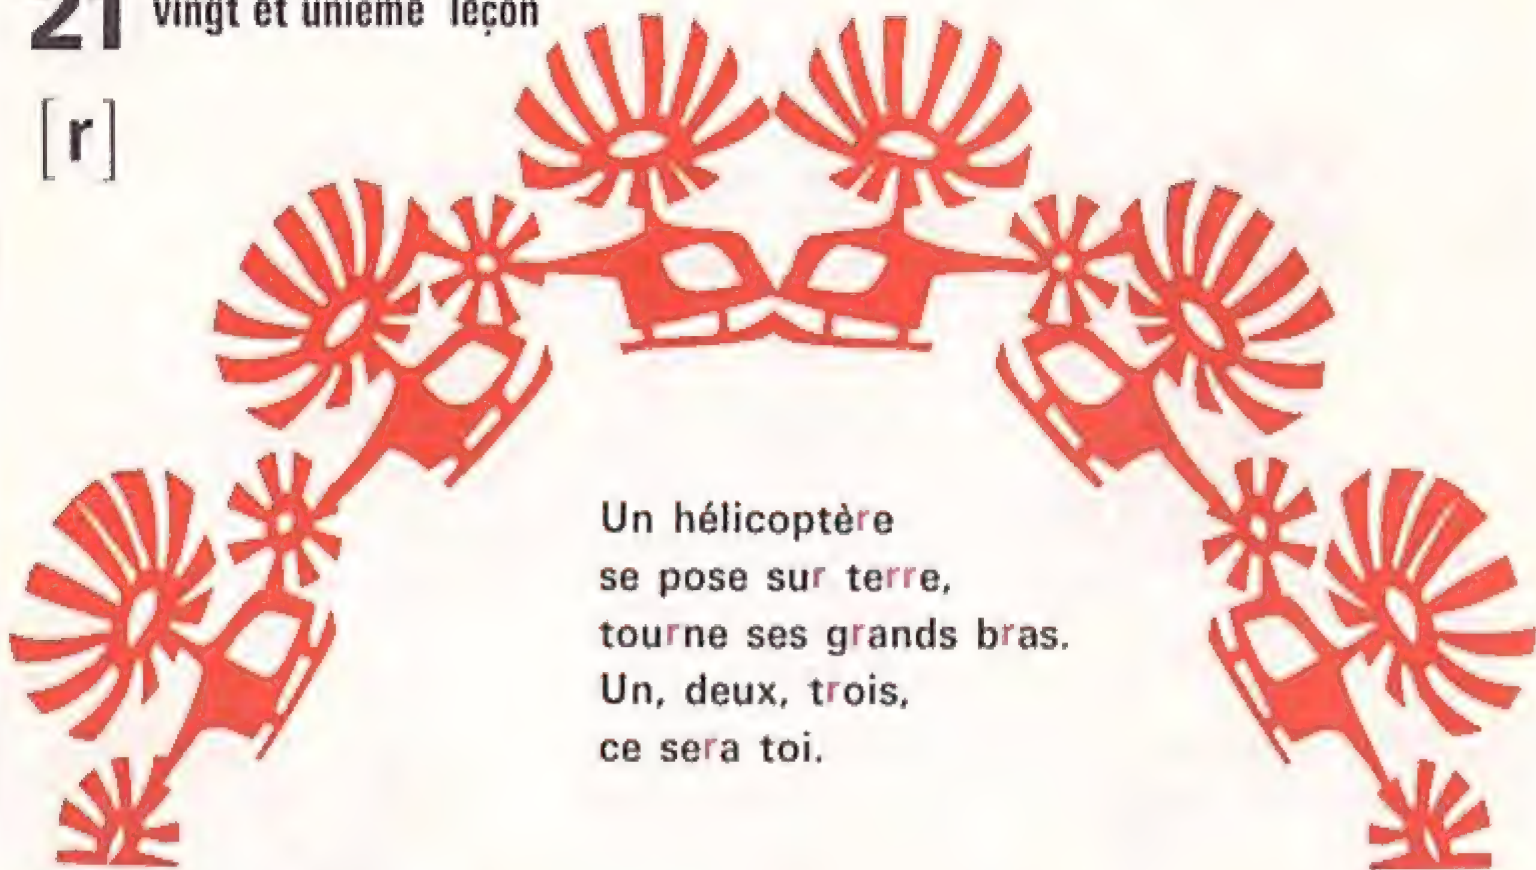 21 vingt et unième leçon
[r]
Un hélicoptère
se pose sur terre,
tourne ses grands bras.
Un, deux, trois,
ce sera toi.